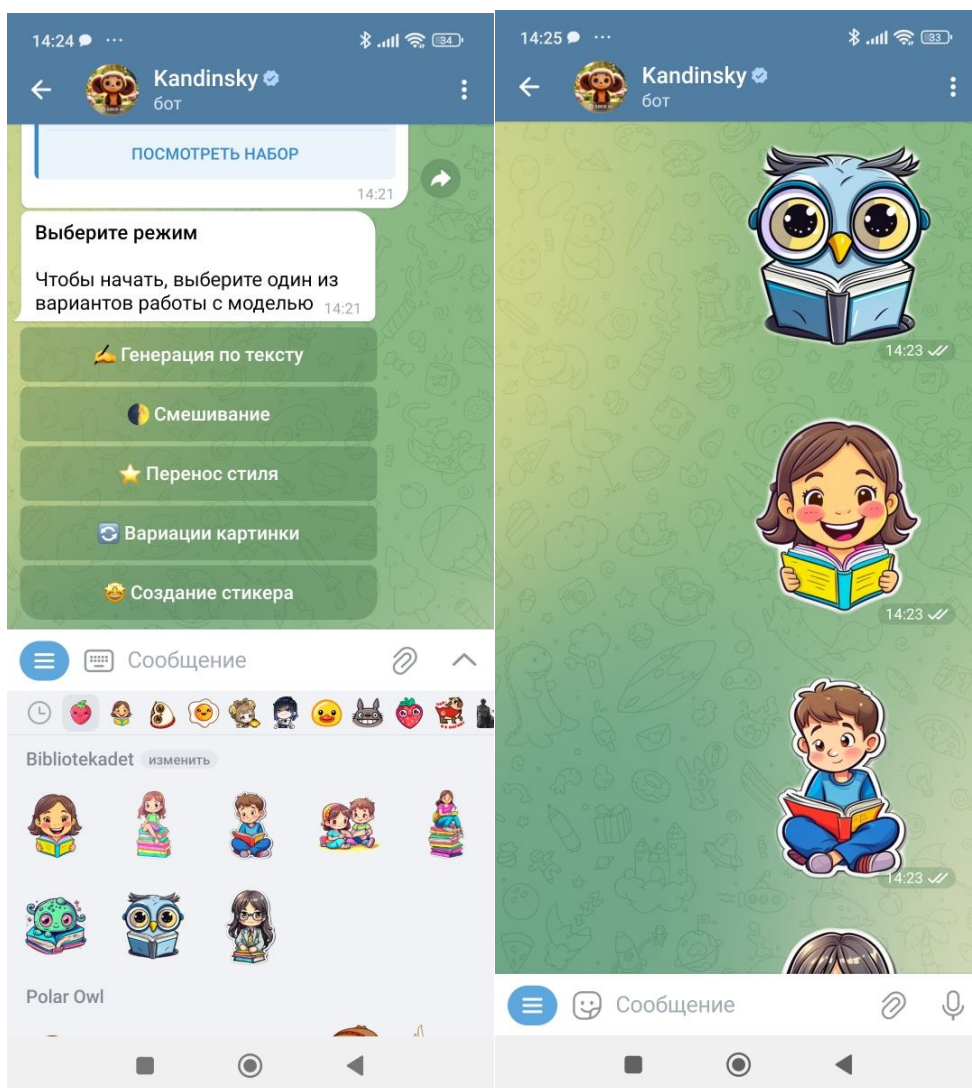 14:24
34
Kandinsky
бот
ПОСМОТРЕТЬ НАБОР
14:21
Выберите режим
Чтобы начать, выберите один из
вариантов работы с моделью 14:21
Генерация по тексту
Смешивание
Перенос стиля
Вариации картинки
Создание стикера
Сообщение
Bibliotekadet изменить
Polar Owl
14:25
33
Kandinsky
бот
14:23
14:23
14:23
Сообщение